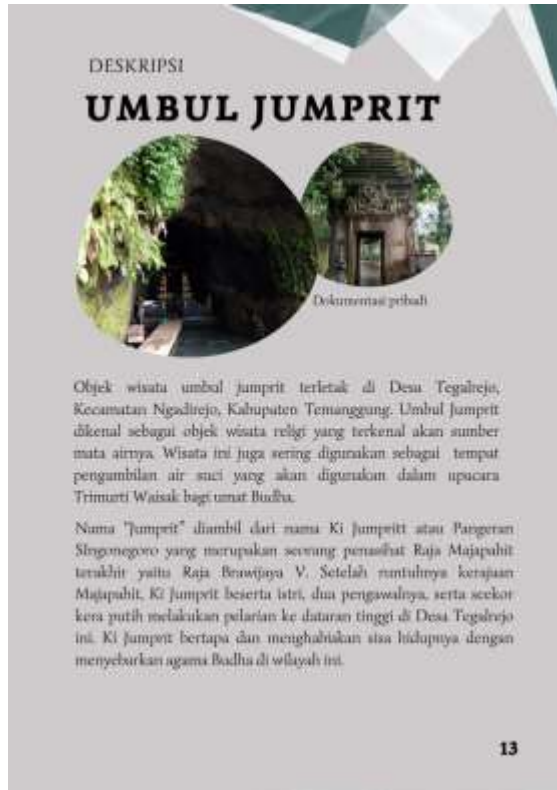 DESKRIPSI
UMBUL JUMPRIT
Dokumentasi pribadi
Objek wisata umbul jumprit terletak di Desa Tegalrejo,
Kecamatan Ngadirejo, Kabupaten Temanggung. Umbul Jumprit
dikenal sebagai objek wisata religi yang terkenal akan sumber
mata airnya. Wisata ini juga sering digunakan sebagai tempat
pengambilan air suci yang akan digunakan dalam upacara
Trimurti Waisak bagi umat Budha.
Nama "Jumprit" diambil dari nama Ki Jumpritt atau Pangeran
SIngonegoro yang merupakan seorang penasihat Raja Majapahit
terakhir yaitu Raja Brawijaya V. Setelah runtuhnya kerajaan
Majapahit, Ki Jumprit beserta istri, dua pengawalnya, serta seekor
kera putih melakukan pelarian ke dataran tinggi di Desa Tegalrejo
ini. Ki Jumprit bertapa dan menghabiskan sisa hidupnya dengan
menyebarkan agama Budha di wilayah ini.
13